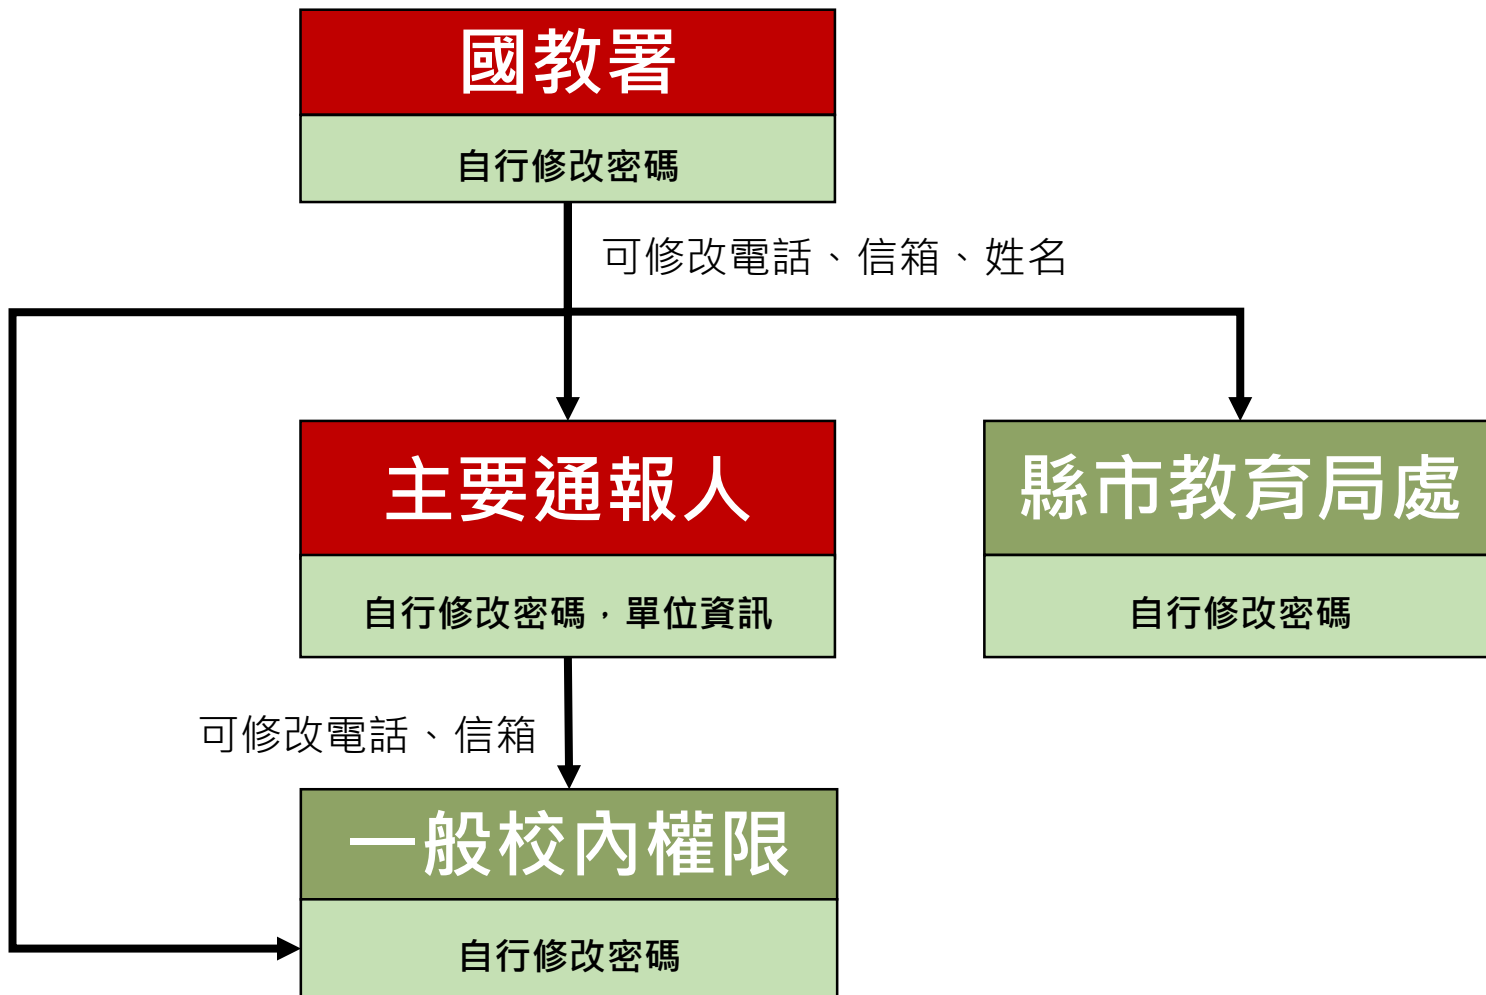 國教署
自行修改密碼
可修改電話、信箱、姓名
主要通報人
自行修改密碼，單位資訊
縣市教育局處
自行修改密碼
可修改電話、信箱
一般校內權限
自行修改密碼